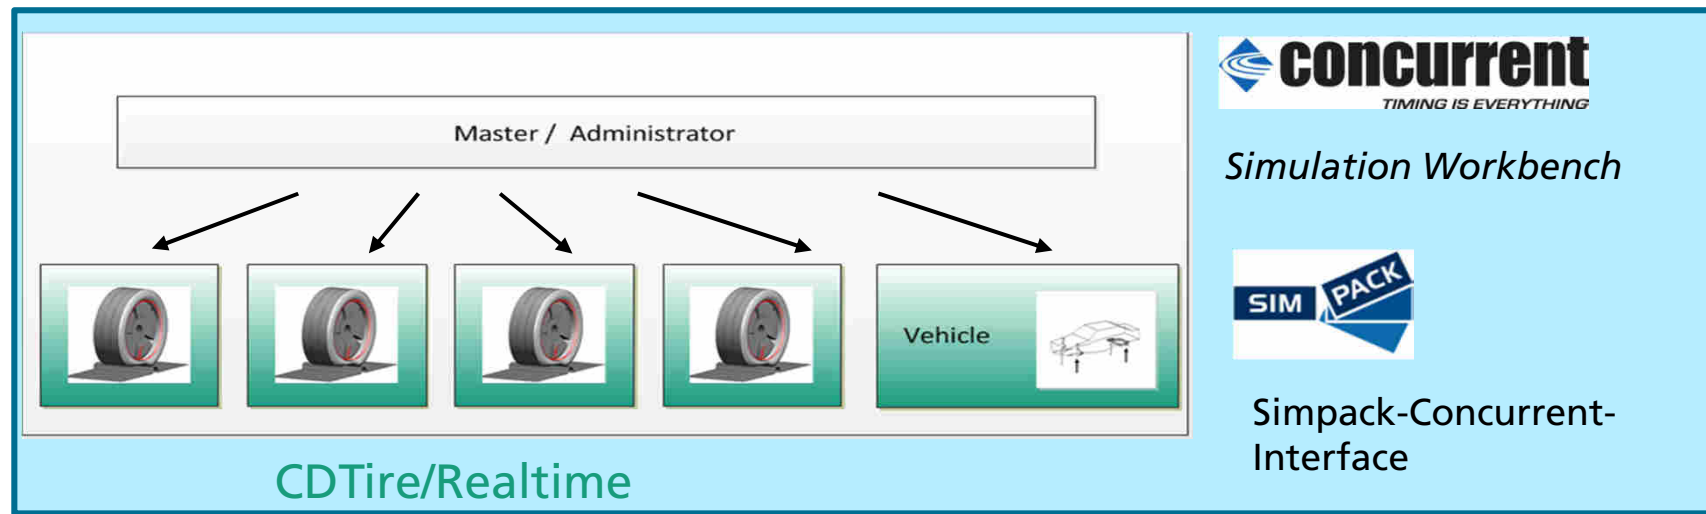 Master / Administrator
Vehicle
CDTire/Realtime
concurrent
TIMING IS EVERYTHING
Simulation Workbench
SIM PACK
Simpack-Concurrent-
Interface